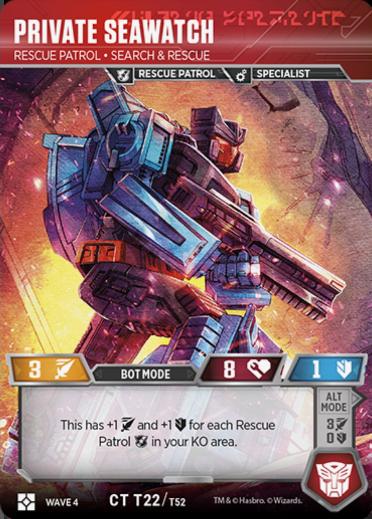 PRIVATE SEAWATCH
RESCUE PATROL • SEARCH & RESCUE
RESCUE PATROL SPECIALIST
3 BOT MODE 8 1
ALT
MODE
3
0
This has +1 and +1 for each Rescue
Patrol in your KO area.
WAVE 4 CT T22/T52 TM & © Hasbro. © Wizards.